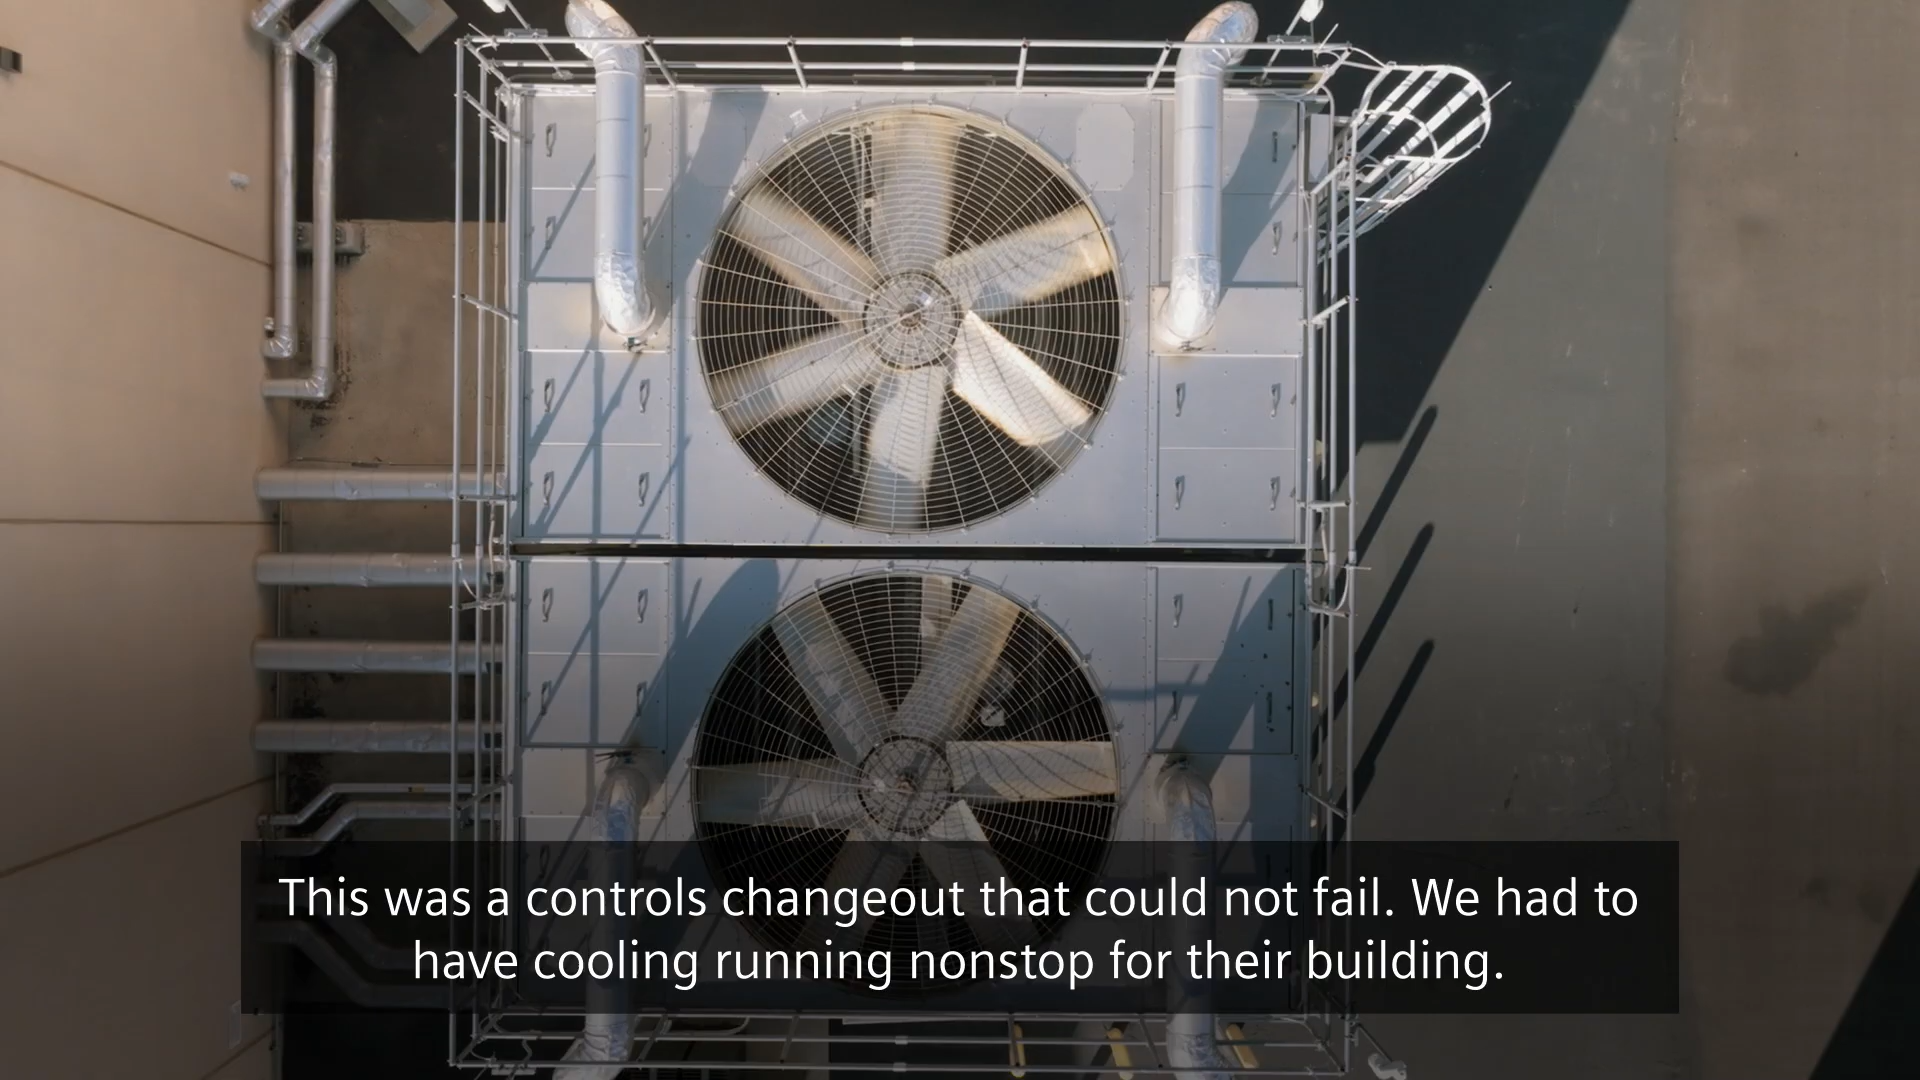 This was a controls changeout that could not fail. We had to
have cooling running nonstop for their building.